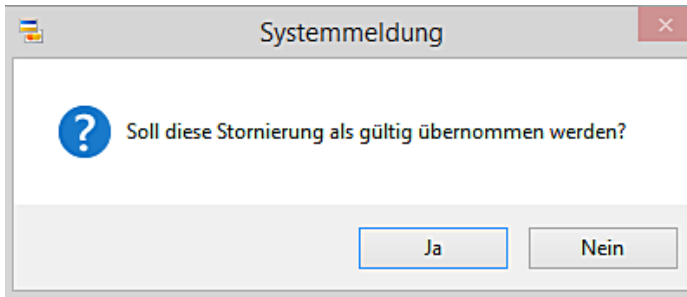 Systemmeldung
Soll diese Stornierung als gültig übernommen werden?
Ja
Nein